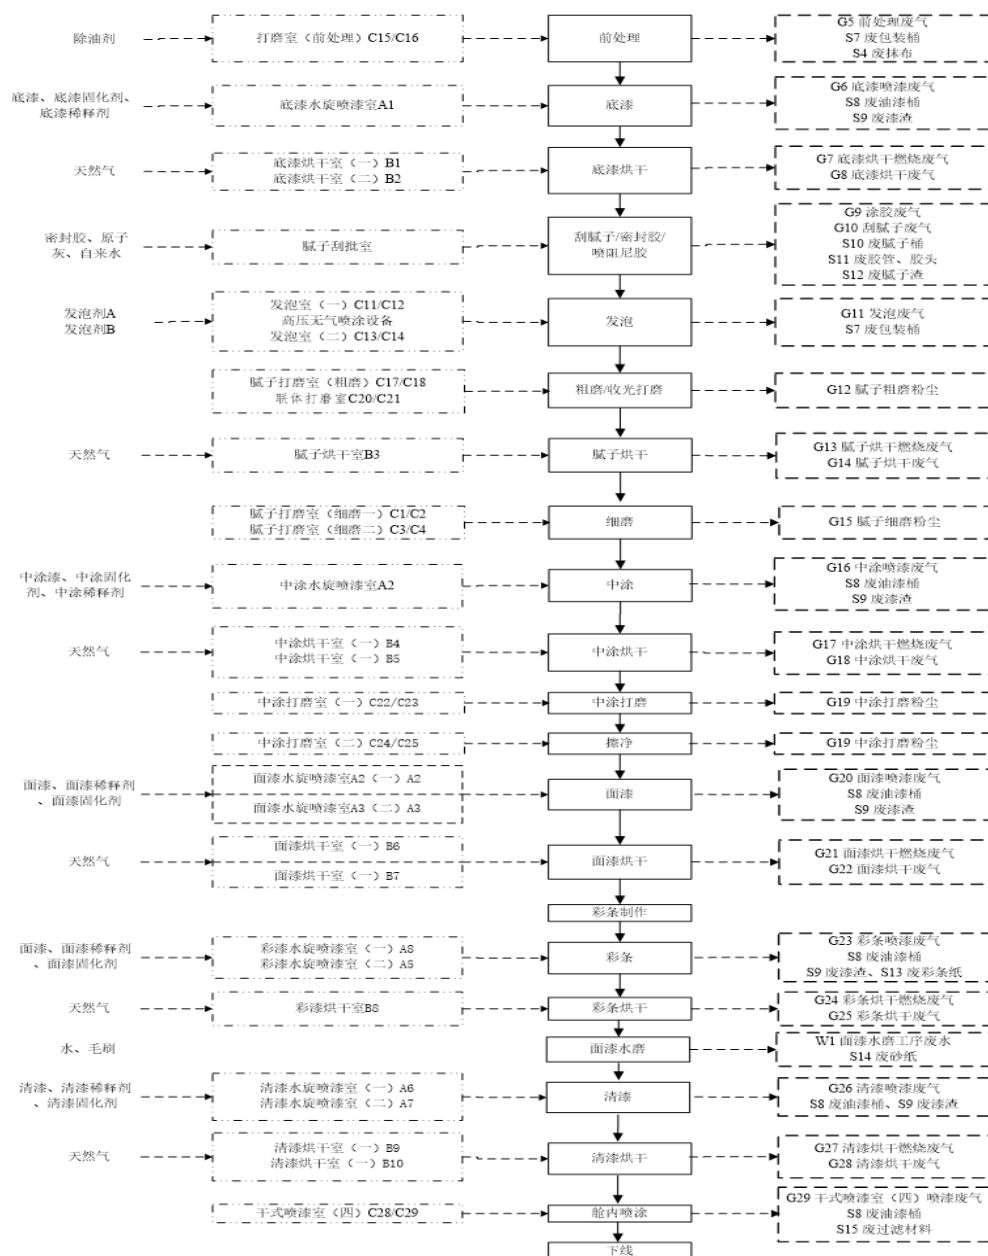 除油剂
打磨室（前处理）C15/C16
前处理
G5 前处理废气
S7 废包装桶
S4 废抹布
底漆、底漆固化剂、
底漆稀释剂
底漆水旋喷漆室A1
底漆
G6 底漆喷漆废气
S8 废油漆桶
S9 废漆渣
天然气
底漆烘干室（一）B1
底漆烘干室（二）B2
底漆烘干
G7 底漆烘干燃烧废气
G8 底漆烘干废气
密封胶、原子
灰、自来水
腻子刮批室
刮腻子/密封胶/
喷阻尼胶
G9 涂胶废气
G10 刮腻子废气
S10 废腻子桶
S11 废胶管、胶头
S12 废腻子渣
发泡剂A
发泡剂B
发泡室（一）C11/C12
高压无气喷涂设备
发泡室（二）C13/C14
发泡
G11 发泡废气
S7 废包装桶
腻子打磨室（粗磨）C17/C18
联体打磨室C20/C21
粗磨/收光打磨
G12 腻子粗磨粉尘
天然气
腻子烘干室B3
腻子烘干
G13 腻子烘干燃烧废气
G14 腻子烘干废气
腻子打磨室（细磨一）C1/C2
腻子打磨室（细磨二）C3/C4
细磨
G15 腻子细磨粉尘
中涂漆、中涂固化
剂、中涂稀释剂
中涂水旋喷漆室A2
中涂
G16 中涂喷漆废气
S8 废油漆桶
S9 废漆渣
天然气
中涂烘干室（一）B4
中涂烘干室（一）B5
中涂烘干
G17 中涂烘干燃烧废气
G18 中涂烘干废气
中涂打磨室（一）C22/C23
中涂打磨
G19 中涂打磨粉尘
中涂打磨室（二）C24/C25
擦净
G19 中涂打磨粉尘
面漆、面漆稀释剂
、面漆固化剂
面漆水旋喷漆室A2（一）A2
面漆水旋喷漆室A3（二）A3
面漆
G20 面漆喷漆废气
S8 废油漆桶
S9 废漆渣
天然气
面漆烘干室（一）B6
面漆烘干室（一）B7
面漆烘干
G21 面漆烘干燃烧废气
G22 面漆烘干废气
彩条制作
面漆、面漆稀释剂
、面漆固化剂
彩漆水旋喷漆室（一）A8
彩漆水旋喷漆室（二）A5
彩条
G23 彩条喷漆废气
S8 废油漆桶
S9 废漆渣、S13 废彩条纸
天然气
彩漆烘干室B8
彩条烘干
G24 彩条烘干燃烧废气
G25 彩条烘干废气
水、毛刷
面漆水磨
W1 面漆水磨工序废水
S14 废砂纸
清漆、清漆稀释剂
、清漆固化剂
清漆水旋喷漆室（一）A6
清漆水旋喷漆室（二）A7
清漆
G26 清漆喷漆废气
S8 废油漆桶、S9 废漆渣
天然气
清漆烘干室（一）B9
清漆烘干室（一）B10
清漆烘干
G27 清漆烘干燃烧废气
G28 清漆烘干废气
干式喷漆室（四）C28/C29
舱内喷涂
G29 干式喷漆室（四）喷漆废气
S8 废油漆桶
S15 废过滤材料
下线